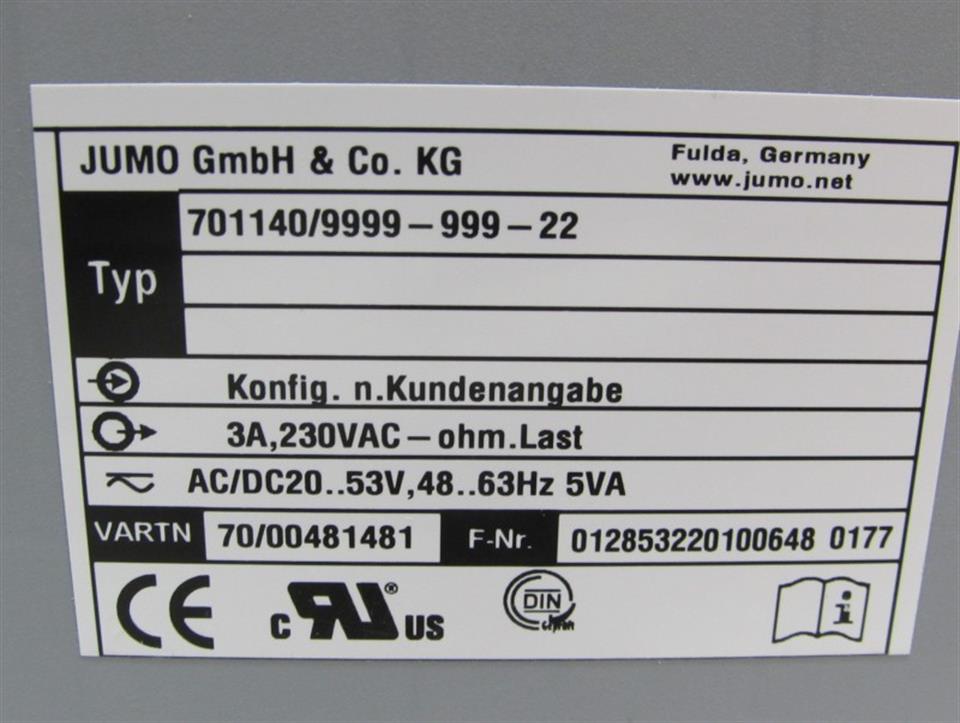 JUMO GmbH & Co. KG
Fulda, Germany
www.jumo.net
Typ
701140/9999-999-22
Konfig. n.Kundenangabe
3A,230VAC-ohm.Last
AC/DC20..53V,48..63Hz 5VA
VARTN 70/00481481 F-Nr. 012853220100648 0177
CE c RU® US DIN i